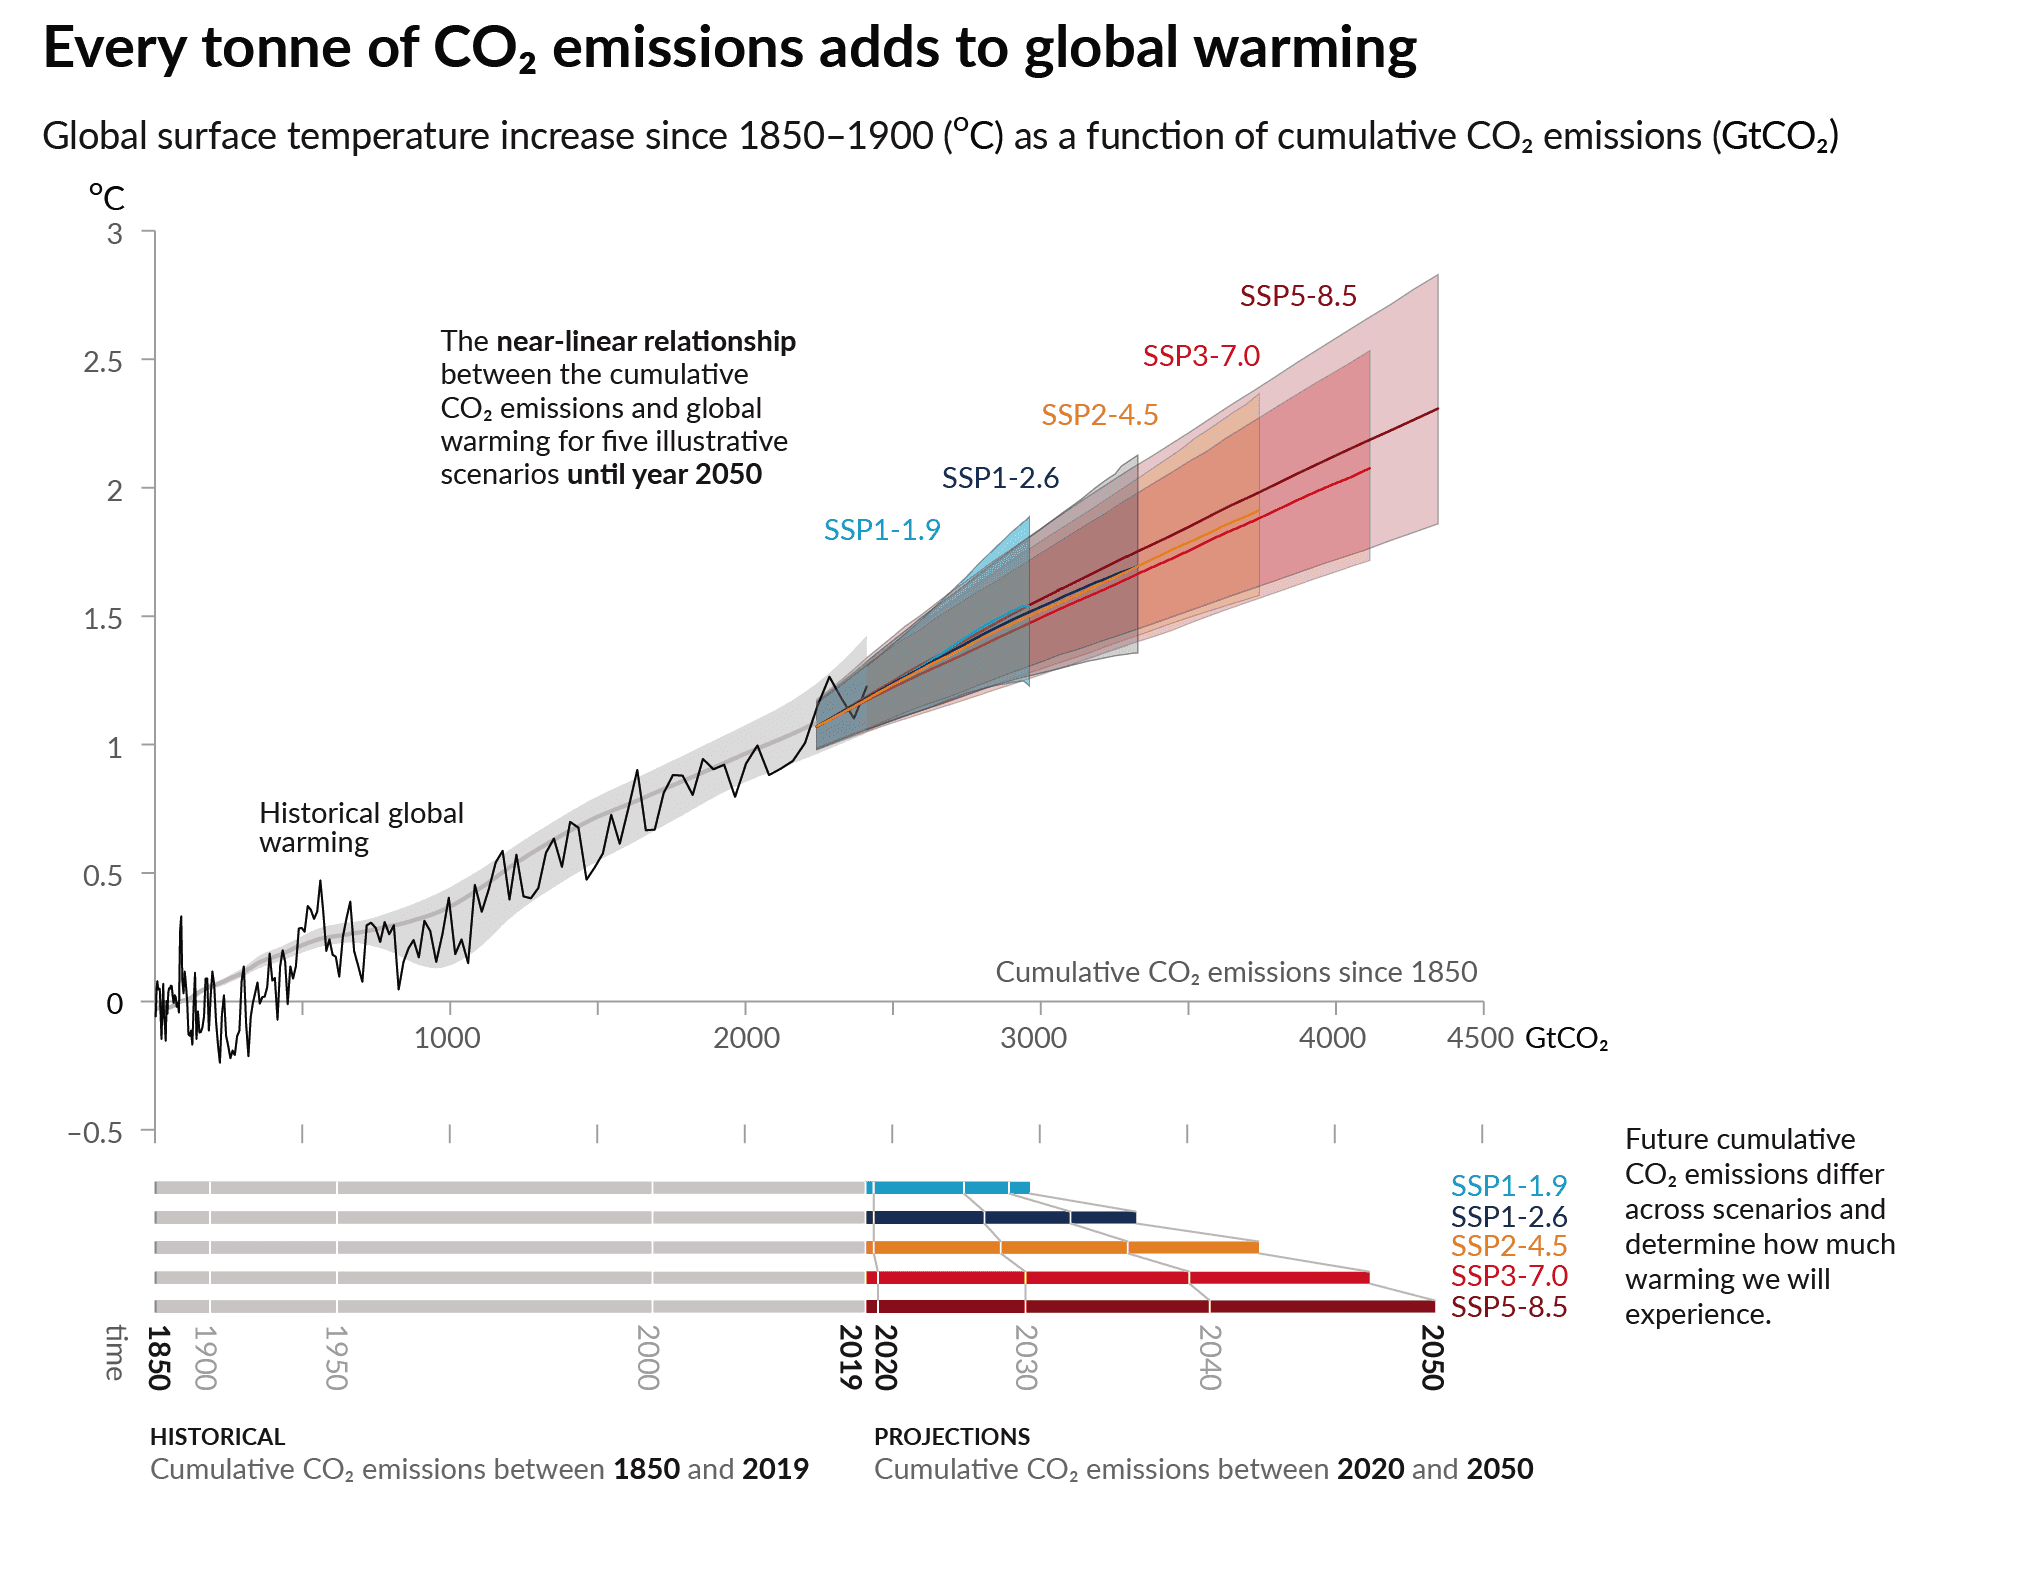 Every tonne of CO₂ emissions adds to global warming
Global surface temperature increase since 1850–1900 (°C) as a function of cumulative CO₂ emissions (GtCO₂)
°C
3
2.5
2
1.5
1
0.5
0
−0.5
The near-linear relationship
between the cumulative
CO₂ emissions and global
warming for five illustrative
scenarios until year 2050
SSP5-8.5
SSP3-7.0
SSP2-4.5
SSP1-2.6
SSP1-1.9
Historical global
warming
Cumulative CO₂ emissions since 1850
1000
2000
3000
4000
4500
GtCO₂
SSP1-1.9
SSP1-2.6
SSP2-4.5
SSP3-7.0
SSP5-8.5
Future cumulative
CO₂ emissions differ
across scenarios and
determine how much
warming we will
experience.
time
1850
1900
1950
2000
2019
2020
2030
2040
2050
HISTORICAL
Cumulative CO₂ emissions between 1850 and 2019
PROJECTIONS
Cumulative CO₂ emissions between 2020 and 2050